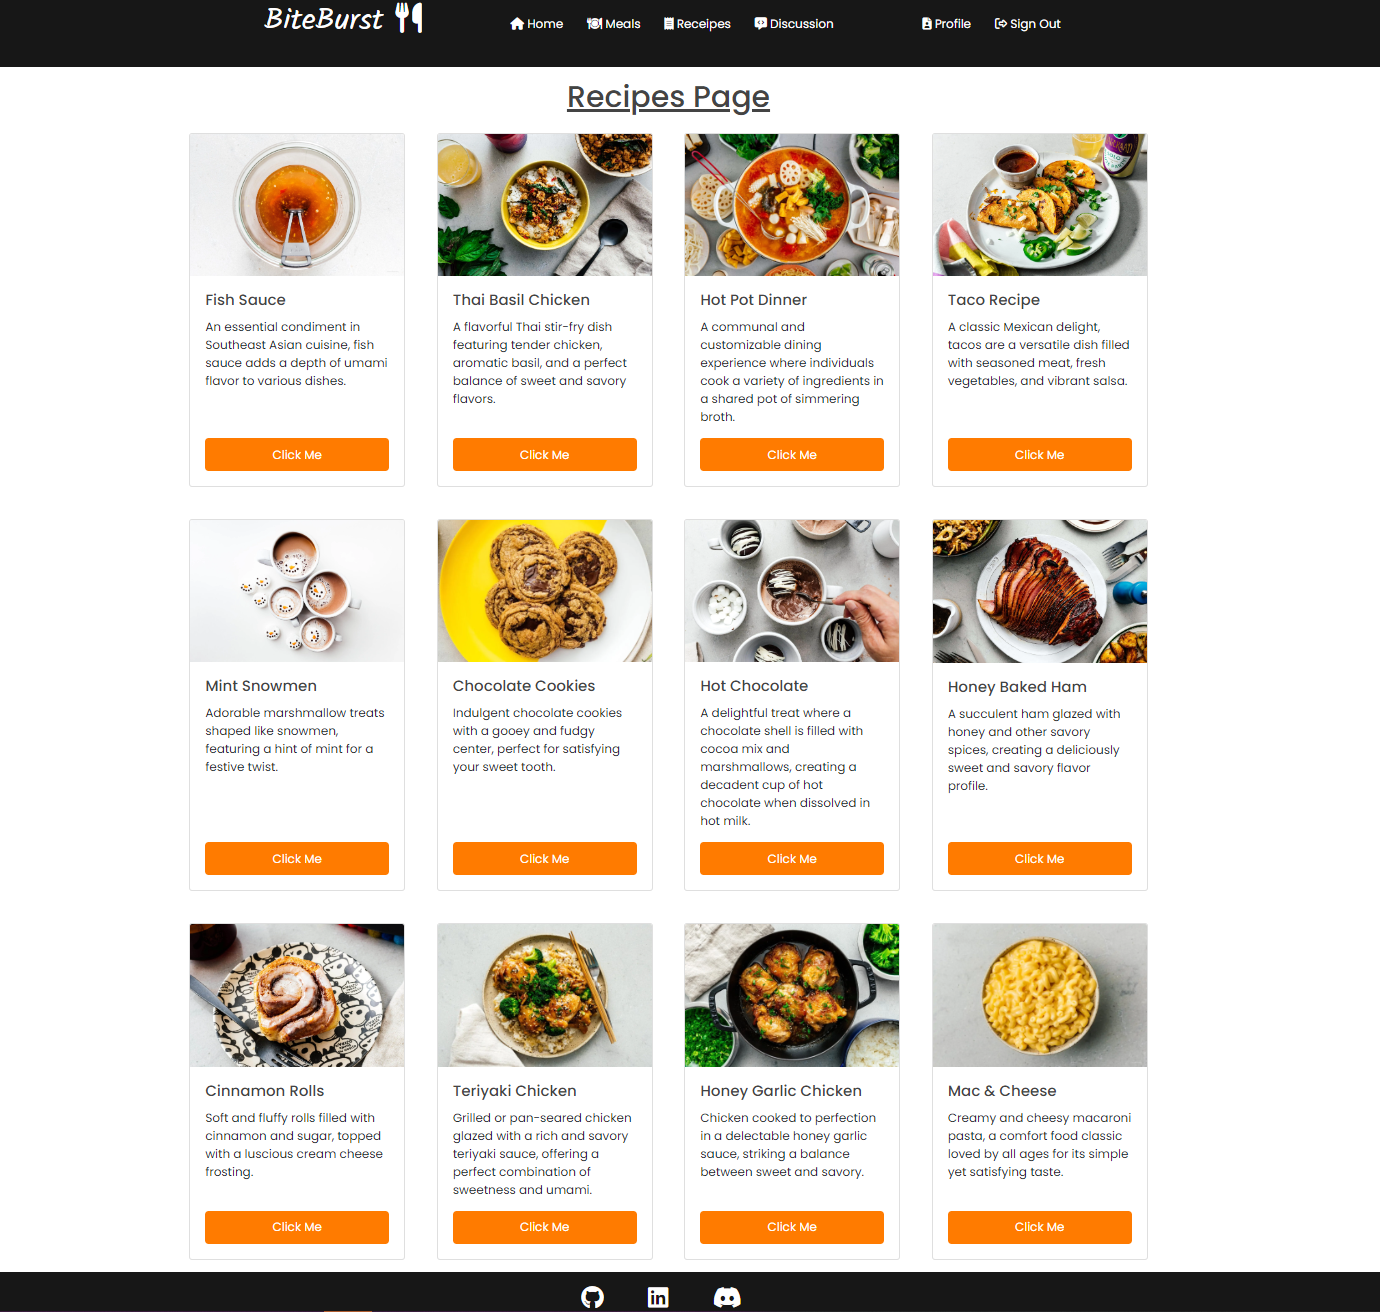 BiteBurst
Home Meals Receipes Discussion Profile Sign Out
Recipes Page
Fish Sauce
An essential condiment in
Southeast Asian cuisine, fish
sauce adds a depth of umami
flavor to various dishes.
Click Me
Thai Basil Chicken
A flavorful Thai stir-fry dish
featuring tender chicken,
aromatic basil, and a perfect
balance of sweet and savory
flavors.
Click Me
Hot Pot Dinner
A communal and
customizable dining
experience where individuals
cook a variety of ingredients in
a shared pot of simmering
broth.
Click Me
Taco Recipe
A classic Mexican delight,
tacos are a versatile dish filled
with seasoned meat, fresh
vegetables, and vibrant salsa.
Click Me
Mint Snowmen
Adorable marshmallow treats
shaped like snowmen,
featuring a hint of mint for a
festive twist.
Click Me
Chocolate Cookies
Indulgent chocolate cookies
with a gooey and fudgy
center, perfect for satisfying
your sweet tooth.
Click Me
Hot Chocolate
A delightful treat where a
chocolate shell is filled with
cocoa mix and
marshmallows, creating a
decadent cup of hot
chocolate when dissolved in
hot milk.
Click Me
Honey Baked Ham
A succulent ham glazed with
honey and other savory
spices, creating a deliciously
sweet and savory flavor
profile.
Click Me
Cinnamon Rolls
Soft and fluffy rolls filled with
cinnamon and sugar, topped
with a luscious cream cheese
frosting.
Click Me
Teriyaki Chicken
Grilled or pan-seared chicken
glazed with a rich and savory
teriyaki sauce, offering a
perfect combination of
sweetness and umami.
Click Me
Honey Garlic Chicken
Chicken cooked to perfection
in a delectable honey garlic
sauce, striking a balance
between sweet and savory.
Click Me
Mac & Cheese
Creamy and cheesy macaroni
pasta, a comfort food classic
loved by all ages for its simple
yet satisfying taste.
Click Me